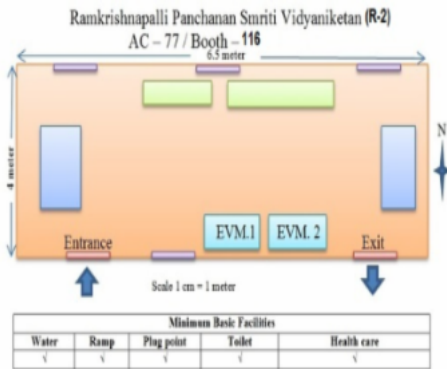 Ramkrishnapalli Panchanan Smriti Vidyaniketan (R-2)
AC – 77 / Booth – 116
6.5 meter
4 meter
N
EVM.1 EVM. 2
Entrance Exit
Scale 1 cm = 1 meter
Minimum Basic Facilities
Water Ramp Plug point Toilet Health care
√ √ √ √ √